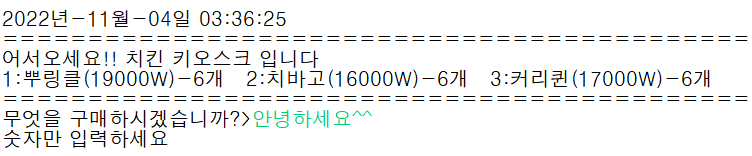 2022년-11월-04일 03:36:25
==================================================
어서오세요!! 치킨 키오스크 입니다
1:뿌링클(19000W)-6개 2:치바고(16000W)-6개 3:커리퀸(17000W)-6개
==================================================
무엇을 구매하시겠습니까?>안녕하세요^^
숫자만 입력하세요